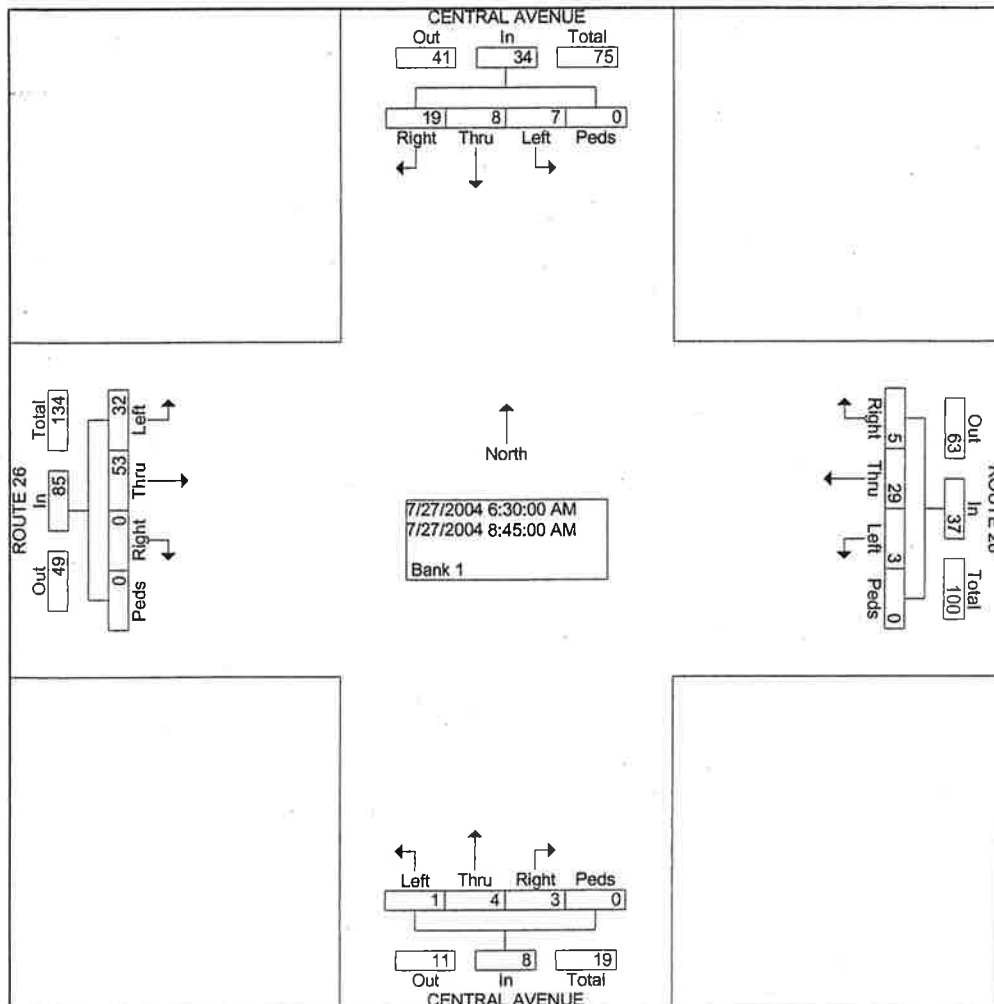 CENTRAL AVENUE
Out In Total
41 34 75
19 8 7 0
Right Thru Left Peds
ROUTE 26
Total In Out
134 85 49
32 53 0 0
Left Thru Right Peds
North
7/27/2004 6:30:00 AM
7/27/2004 8:45:00 AM
Bank 1
Right Thru Left Peds
5 29 3 0
Out In Total
63 37 100
ROUTE
Left Thru Right Peds
1 4 3 0
11 8 19
Out In Total
CENTRAL AVENUE